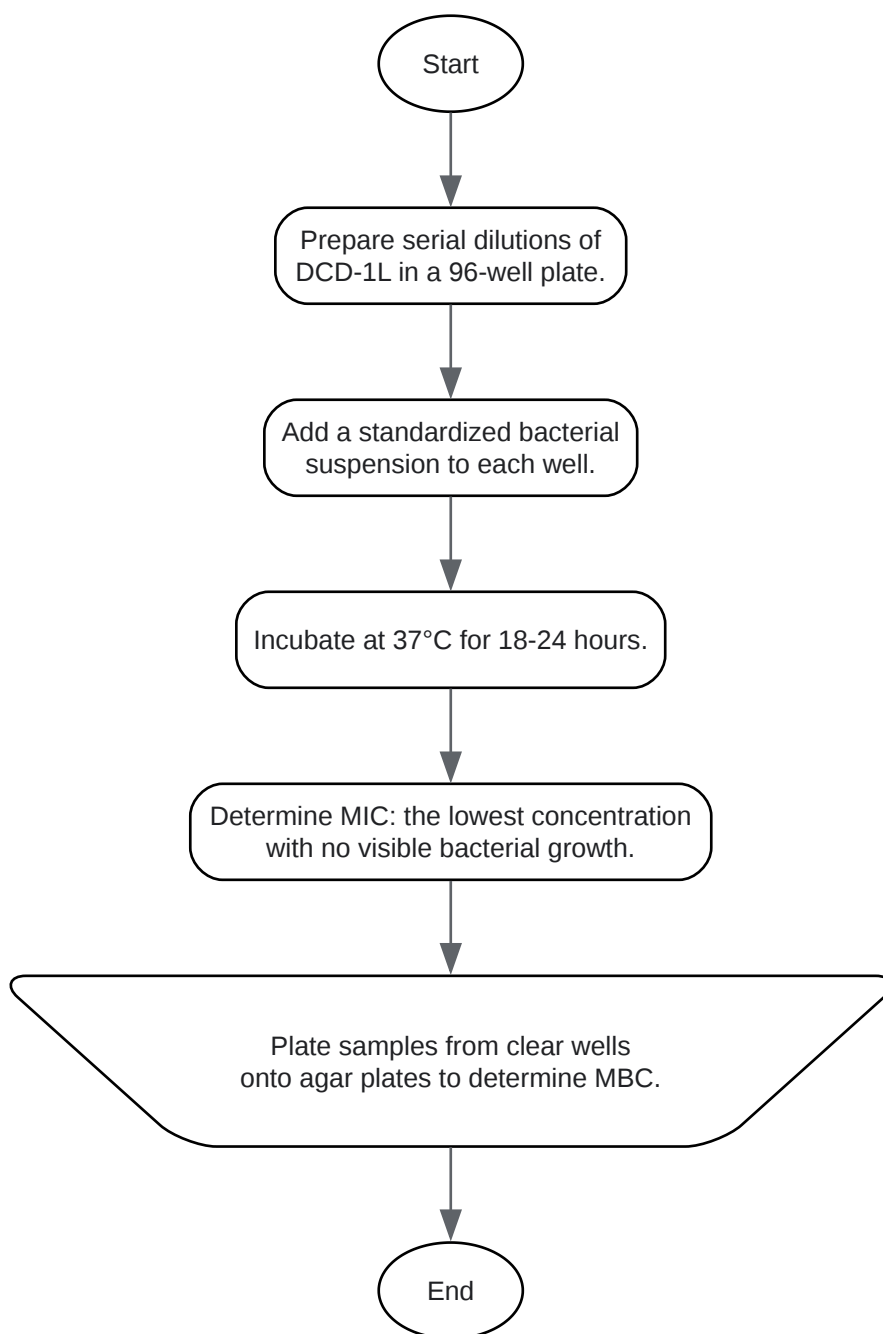 Start
Prepare serial dilutions of
DCD-1L in a 96-well plate.
Add a standardized bacterial
suspension to each well.
Incubate at 37°C for 18-24 hours.
Determine MIC: the lowest concentration
with no visible bacterial growth.
Plate samples from clear wells
onto agar plates to determine MBC.
End